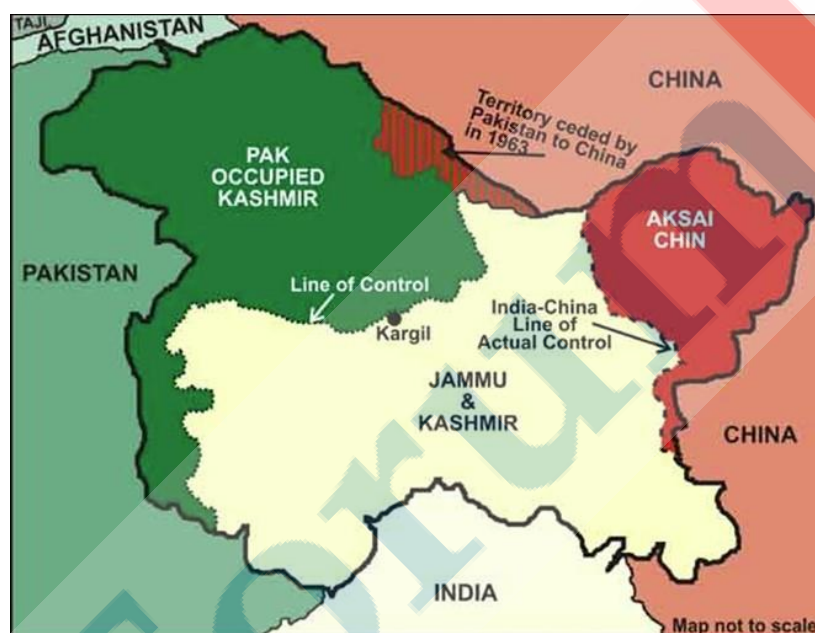 TAJI.
AFGHANISTAN
CHINA
Territory ceded by
Pakistan to China
in 1963
PAK
OCCUPIED
KASHMIR
AKSAI
CHIN
PAKISTAN
Line of Control
India-China
Line of
Actual Control
Kargil
JAMMU
&
KASHMIR
CHINA
INDIA
Map not to scale
forum